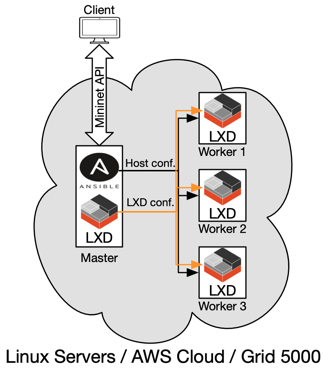 Client
Mininet API
LXD
Worker 1
Host conf.
ANSIBLE
LXD conf.
LXD
Master
LXD
Worker 2
LXD
Worker 3
Linux Servers / AWS Cloud / Grid 5000